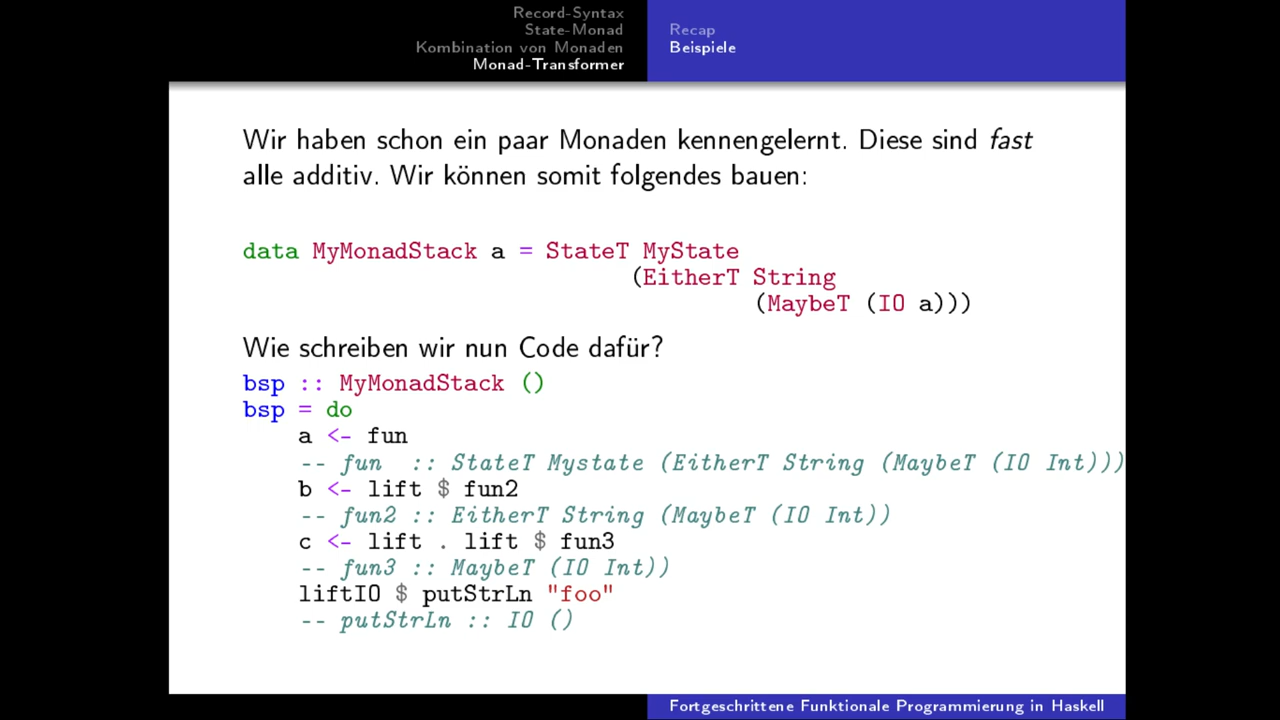 Record-Syntax
State-Monad
Kombination von Monaden
Monad-Transformer
Recap
Beispiele
Wir haben schon ein paar Monaden kennengelernt. Diese sind fast
alle additiv. Wir können somit folgendes bauen:
data MyMonadStack a = StateT MyState
(EitherT String
(MaybeT (IO a)))
Wie schreiben wir nun Code dafür?
bsp :: MyMonadStack ()
bsp = do
a <- fun
-- fun :: StateT Mystate (EitherT String (MaybeT (IO Int)))
b <- lift $ fun2
-- fun2 :: EitherT String (MaybeT (IO Int))
c <- lift . lift $ fun3
-- fun3 :: MaybeT (IO Int))
liftIO $ putStrLn "foo"
-- putStrLn :: IO ()
Fortgeschrittene Funktionale Programmierung in Haskell